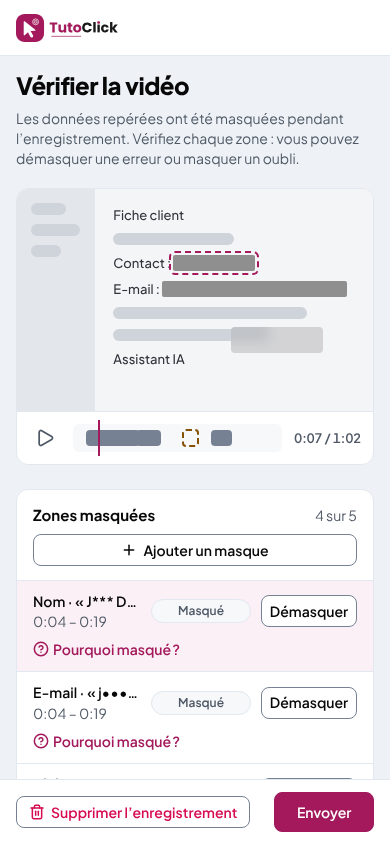 TutoClick
Vérifier la vidéo
Les données repérées ont été masquées pendant
l'enregistrement. Vérifiez chaque zone : vous pouvez
démasquer une erreur ou masquer un oubli.
Fiche client
Contact :
E-mail :
Assistant IA
0:07 / 1:02
Zones masquées
4 sur 5
+ Ajouter un masque
Nom · « J*** D…
Masqué
Démasquer
0:04 – 0:19
Pourquoi masqué ?
E-mail · « j•••…
Masqué
Démasquer
0:04 – 0:19
Pourquoi masqué ?
Supprimer l'enregistrement
Envoyer